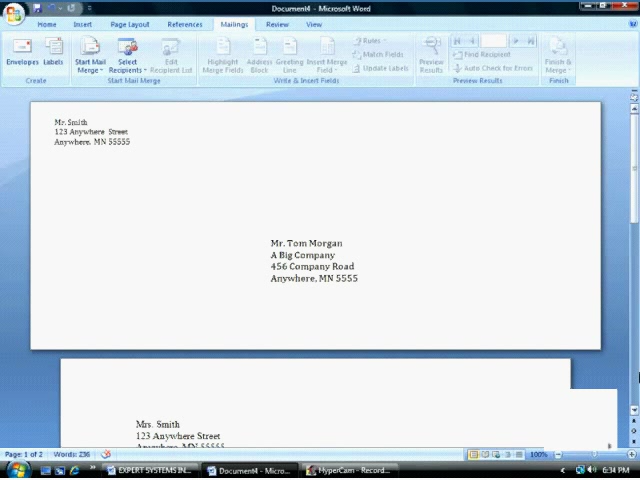 Document4 - Microsoft Word
Home Insert Page Layout References Mailings Review View
Envelopes Labels Start Mail Merge Select Recipients Edit Recipient List Highlight Merge Fields Address Block Greeting Line Insert Merge Field Rules Match Fields Update Labels Preview Results Find Recipient Auto Check for Errors Finish & Merge
Create Start Mail Merge Write & Insert Fields Preview Results Finish
Mr. Smith
123 Anywhere Street
Anywhere, MN 55555
Mr. Tom Morgan
A Big Company
456 Company Road
Anywhere, MN 5555
Mrs. Smith
123 Anywhere Street
Anywhere, MN 55555
Page: 1 of 2 Words: 236 100%
EXPERT SYSTEMS IN... Document4 - Micro... HyperCam - Record... 6:34 PM